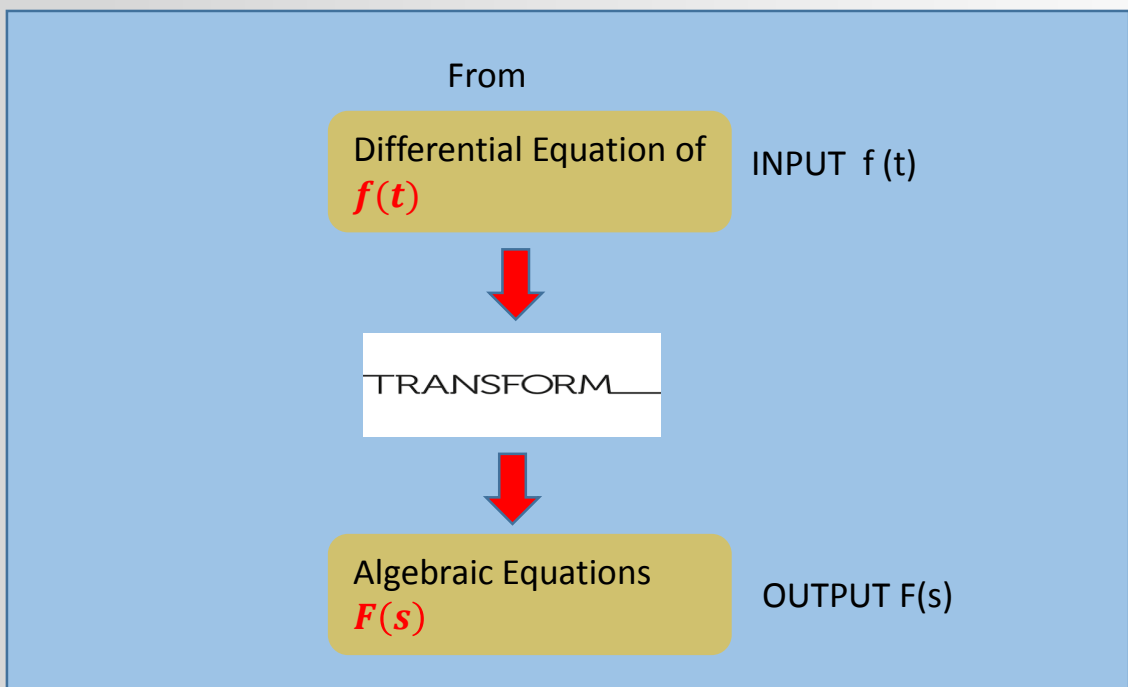 From
Differential Equation of
f(t)
INPUT f (t)
TRANSFORM
Algebraic Equations
F(s)
OUTPUT F(s)